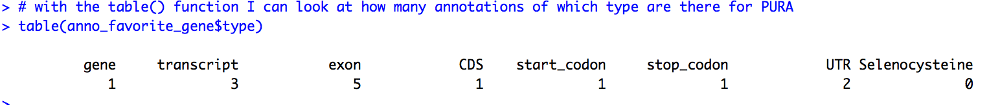 > # with the table() function I can look at how many annotations of which type are there for PURA
> table(anno_favorite_gene$type)
gene transcript exon CDS start_codon stop_codon UTR Selenocysteine
1 3 5 1 1 1 2 0
>